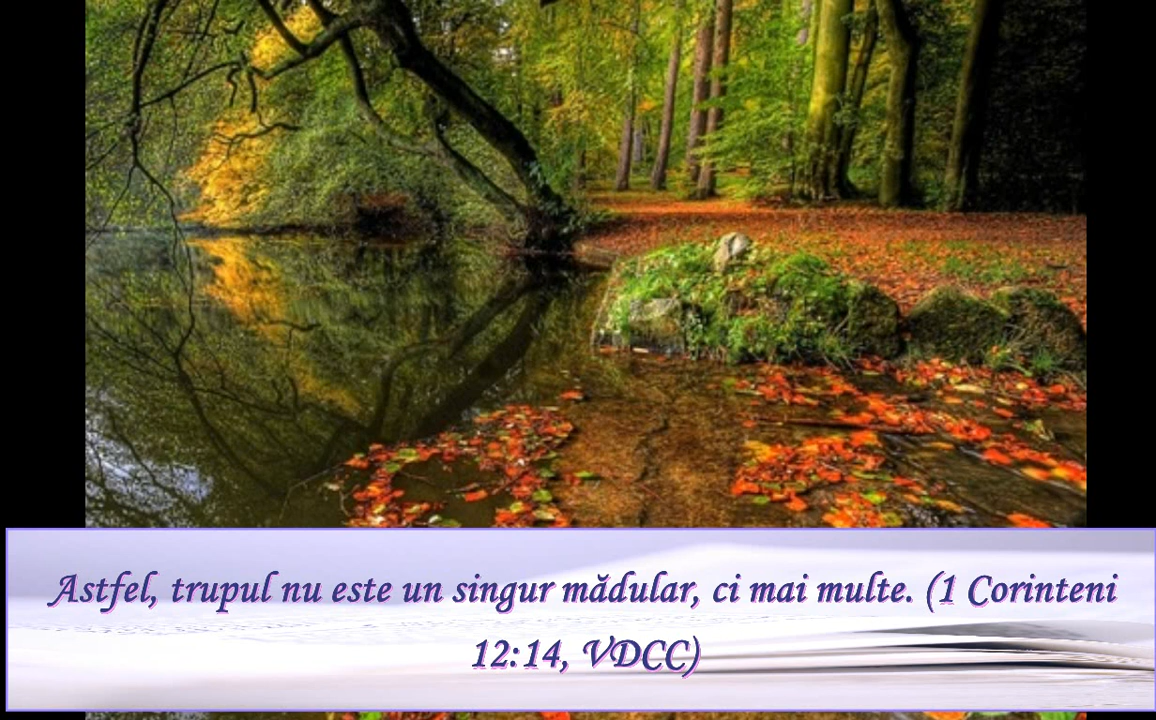 Astfel, trupul nu este un singur mădular, ci mai multe. (1 Corinteni
12:14, VDCC)